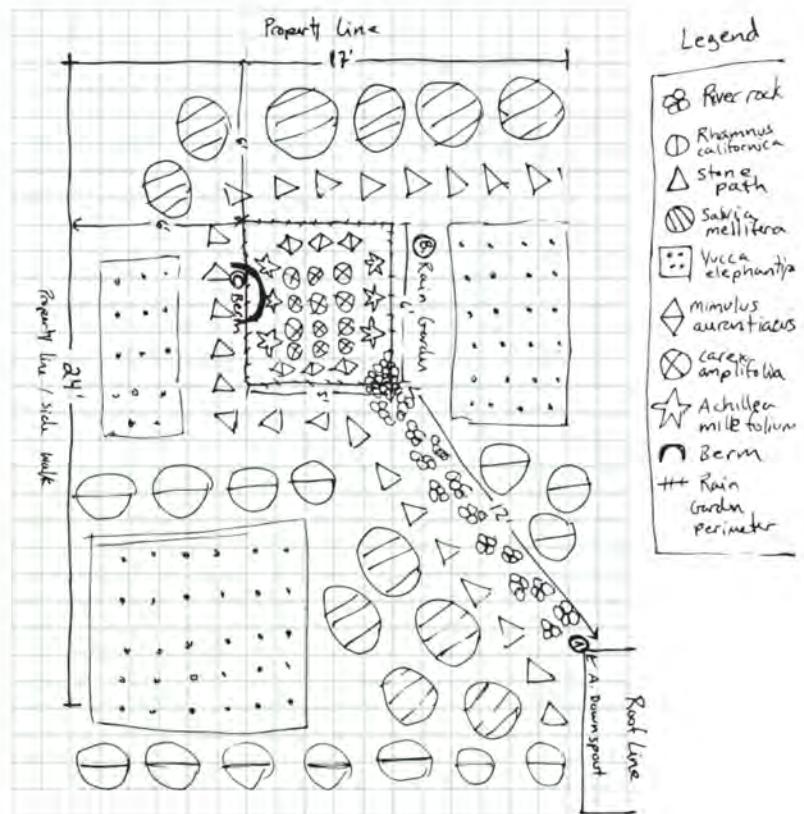 Property Line
17'
6'
6'
B
Rain Garden
6'
C
Berm
5'
Property line / side walk
24'
12'
A
A. Downspout
Roof Line
Legend
River rock
Rhamnus
californica
Stone
path
Salvia
mellifera
Yucca
mimulus
aurantiacus
carex
amplifolia
Achillea
millefolium
Berm
Rain
Garden
perimeter